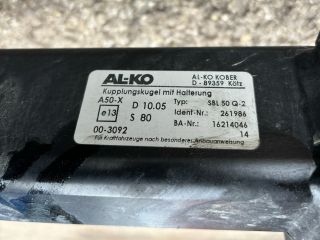 AL-KO AL-KO KOBER
D - 89359 Kötz
Kupplungskugel mit Halterung
A50-X Typ: SBL 50 Q-2
e13 D 10.05 Ident-Nr.: 261986
S 80 BA-Nr.: 16214046
00-3092 14
Für Kraftfahrzeuge nach besonderer Anbauanweisung